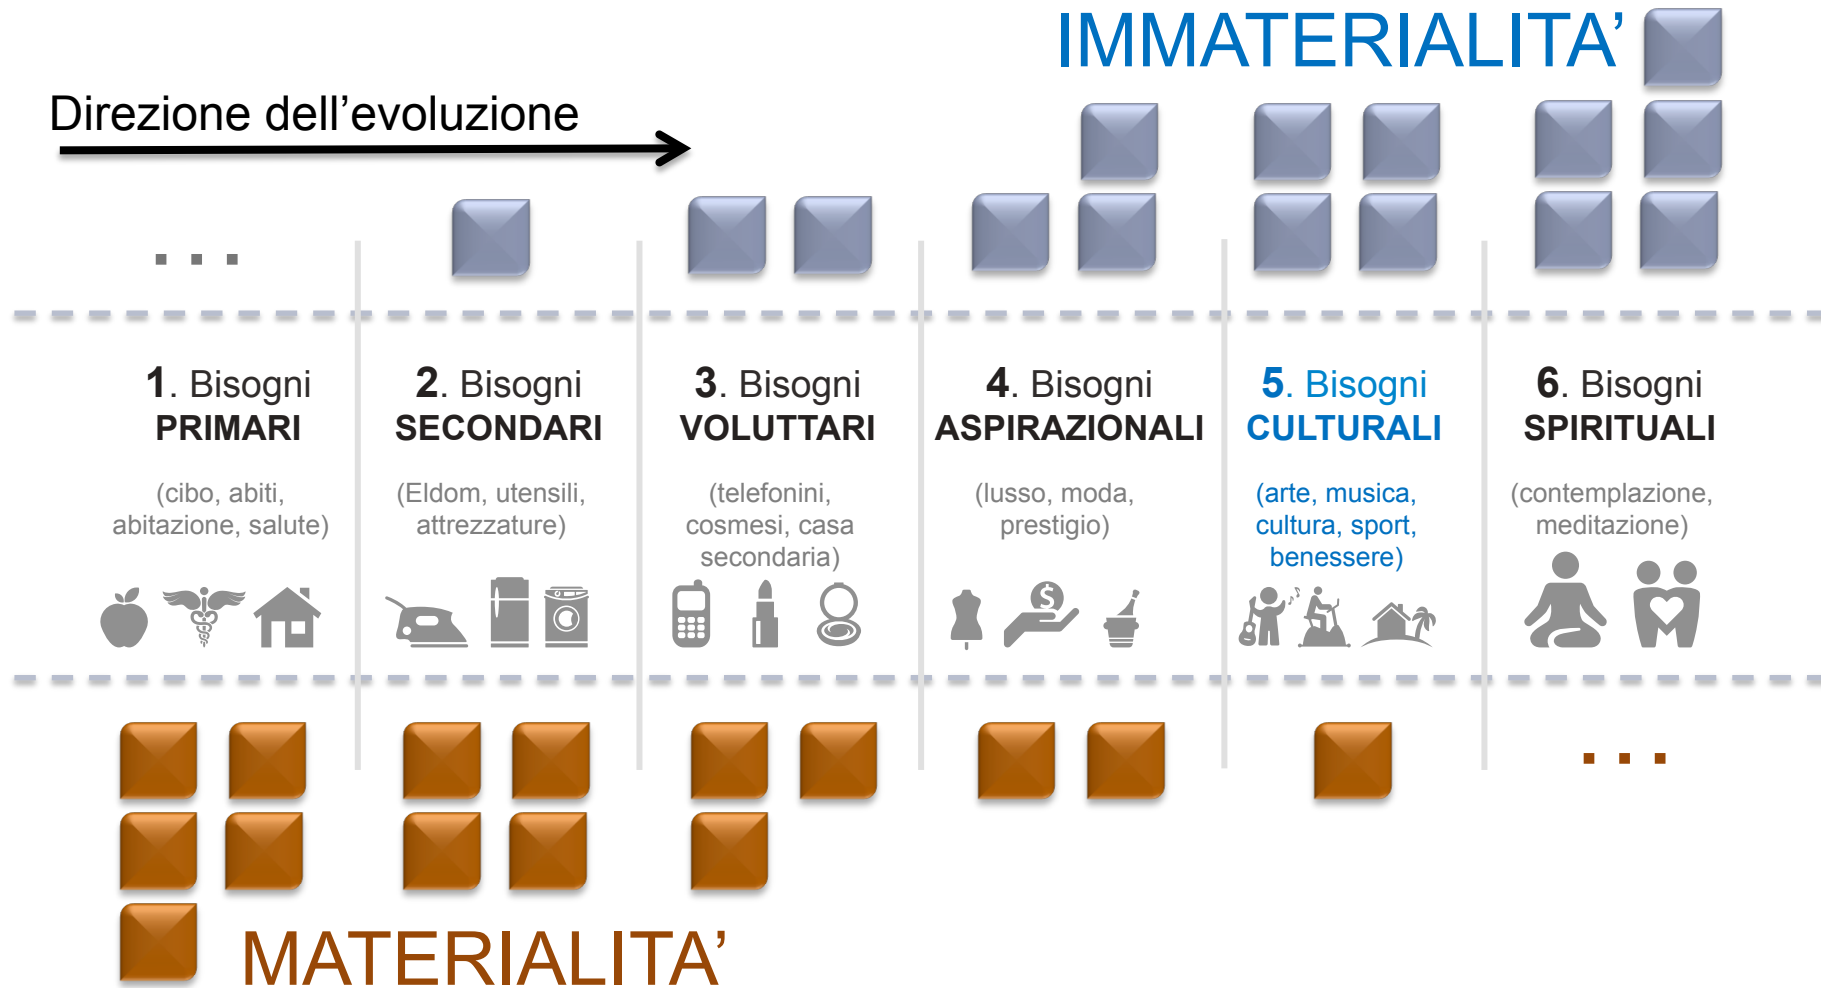 IMMATERIALITA’
Direzione dell’evoluzione
. . .
1. Bisogni
PRIMARI
(cibo, abiti,
abitazione, salute)
2. Bisogni
SECONDARI
(Eldom, utensili,
attrezzature)
3. Bisogni
VOLUTTARI
(telefonini,
cosmesi, casa
secondaria)
4. Bisogni
ASPIRAZIONALI
(lusso, moda,
prestigio)
$
5. Bisogni
CULTURALI
(arte, musica,
cultura, sport,
benessere)
6. Bisogni
SPIRITUALI
(contemplazione,
meditazione)
. . .
MATERIALITA’